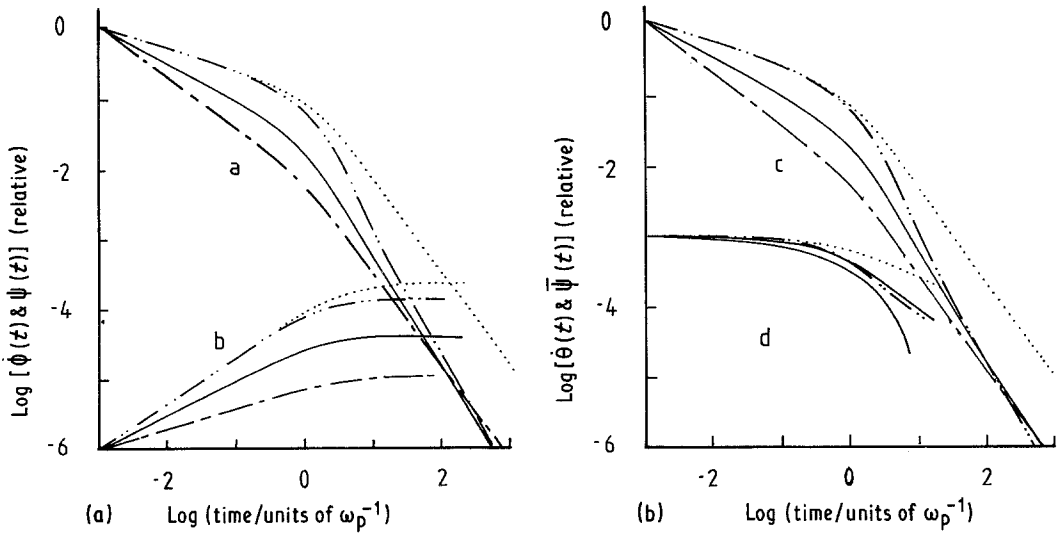 0
-2
-4
-6
a
b
-2
0
2
Log [ϕ̇(t) & ψ(t)] (relative)
(a) Log (time/units of ωp⁻¹)
0
-2
-4
-6
c
d
-2
0
2
Log [θ̇(t) & ψ̄(t)] (relative)
(b) Log (time/units of ωp⁻¹)